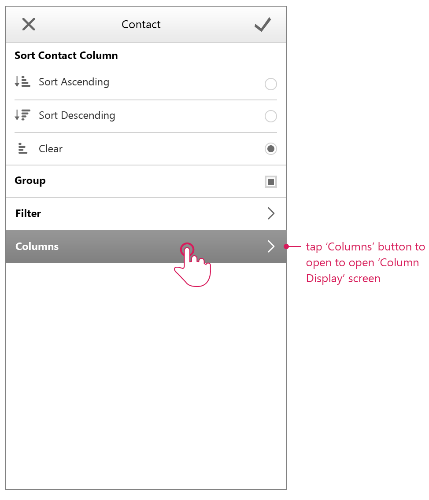 Contact
Sort Contact Column
Sort Ascending
Sort Descending
Clear
Group
Filter
Columns
tap ‘Columns’ button to
open to open ‘Column
Display’ screen